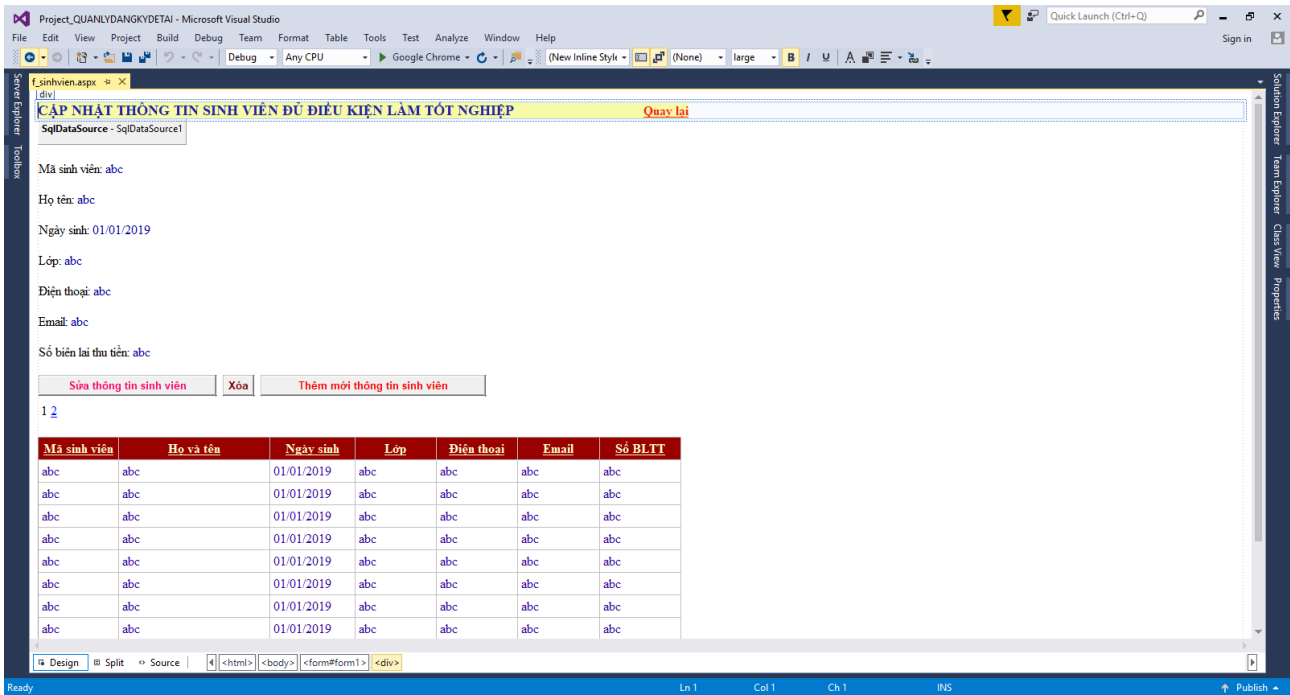 Project_QUANLYDANGKYDETAI - Microsoft Visual Studio
Quick Launch (Ctrl+Q)
File Edit View Project Build Debug Team Format Table Tools Test Analyze Window Help
Sign in
Debug Any CPU Google Chrome (New Inline Style (None) large B I U A
f_sinhvien.aspx
div
CẬP NHẬT THÔNG TIN SINH VIÊN ĐỦ ĐIỀU KIỆN LÀM TỐT NGHIỆP Quay lại
SqlDataSource - SqlDataSource1
Mã sinh viên: abc
Họ tên: abc
Ngày sinh: 01/01/2019
Lớp: abc
Điện thoại: abc
Email: abc
Số biên lai thu tiền: abc
Sửa thông tin sinh viên Xóa Thêm mới thông tin sinh viên
1 2
Mã sinh viên Họ và tên Ngày sinh Lớp Điện thoại Email Số BLTT
abc abc 01/01/2019 abc abc abc abc
abc abc 01/01/2019 abc abc abc abc
abc abc 01/01/2019 abc abc abc abc
abc abc 01/01/2019 abc abc abc abc
abc abc 01/01/2019 abc abc abc abc
abc abc 01/01/2019 abc abc abc abc
abc abc 01/01/2019 abc abc abc abc
abc abc 01/01/2019 abc abc abc abc
Design Split Source <html> <body> <form#form1> <div>
Ready Ln 1 Col 1 Ch 1 INS Publish
Server Explorer
Toolbox
Solution Explorer
Team Explorer
Class View
Properties